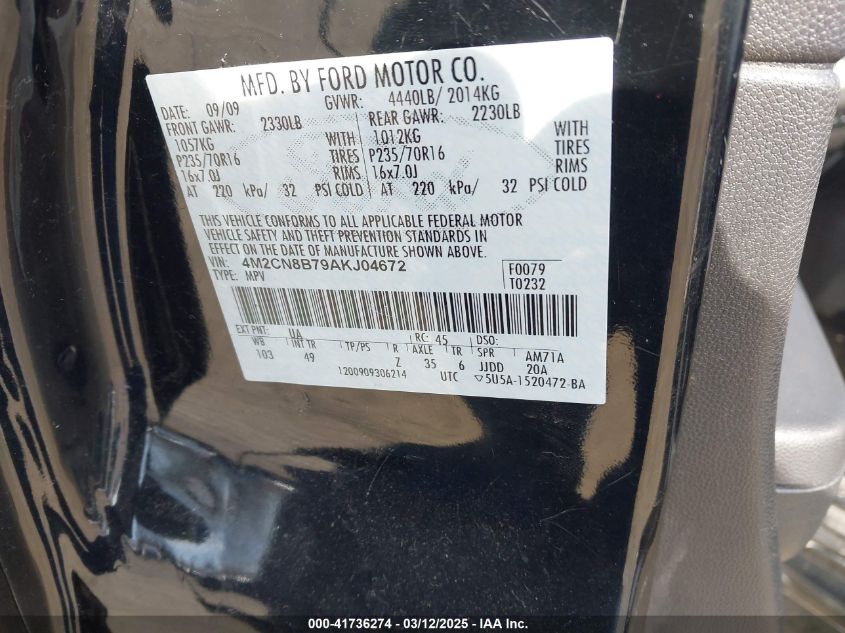 MFD. BY FORD MOTOR CO.
DATE: 09/09 GVWR: 4440LB/ 2014KG
FRONT GAWR: 2330LB REAR GAWR: 2230LB
1057KG WITH 1012KG WITH
P235/70R16 TIRES P235/70R16 TIRES
16x7.0J RIMS 16x7.0J RIMS
AT 220 kPa/ 32 PSI COLD AT 220 kPa/ 32 PSI COLD
THIS VEHICLE CONFORMS TO ALL APPLICABLE FEDERAL MOTOR
VEHICLE SAFETY AND THEFT PREVENTION STANDARDS IN
EFFECT ON THE DATE OF MANUFACTURE SHOWN ABOVE.
VIN: 4M2CN8B79AKJ04672 F0079
TYPE: MPV T0232
EXT PNT: UA RC: 45 DSO:
WB INT TR TP/PS R AXLE TR SPR AM71A
103 49 Z 35 6 JJDD 20A
1200909306214 UTC ▽5U5A-1520472-BA
000-41736274 - 03/12/2025 - IAA Inc.